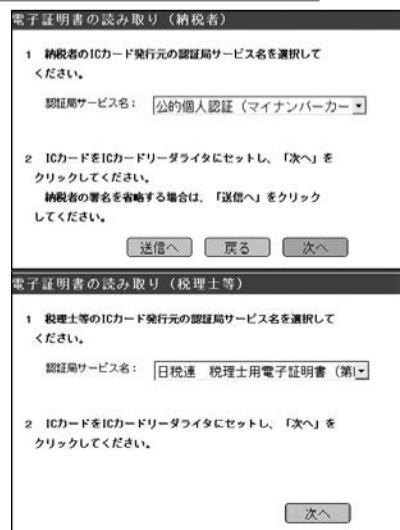 電子証明書の読み取り（納税者）
1 納税者のICカード発行元の認証局サービス名を選択して
ください。
認証局サービス名： 公的個人認証（マイナンバーカー
2 ICカードをICカードリーダライタにセットし、「次へ」を
クリックしてください。
納税者の署名を省略する場合は、「送信へ」をクリック
してください。
送信へ 戻る 次へ
電子証明書の読み取り（税理士等）
1 税理士等のICカード発行元の認証局サービス名を選択して
ください。
認証局サービス名： 日税連 税理士用電子証明書（第
2 ICカードをICカードリーダライタにセットし、「次へ」を
クリックしてください。
次へ